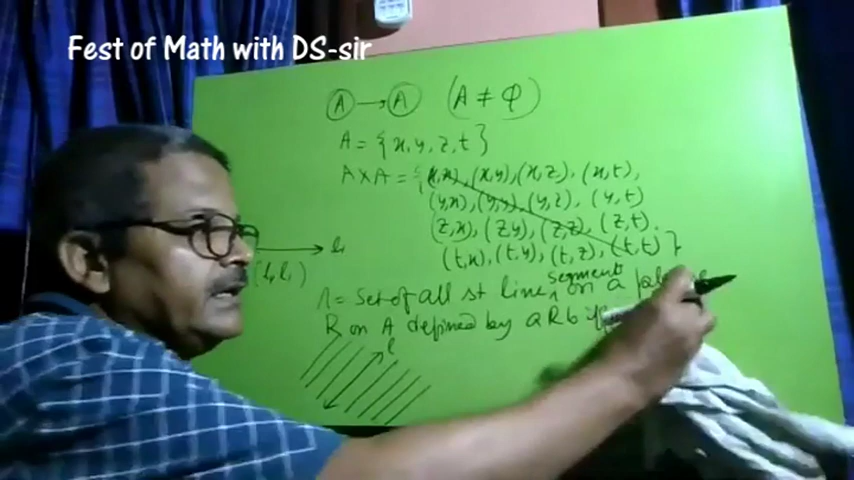 Fest of Math with DS-sir
A → A (A ≠ φ)
A = {x, y, z, t}
A×A = {(x,x), (x,y), (x,z), (x,t),
(y,x), (y,y), (y,z), (y,t)
(z,x), (z,y), (z,z), (z,t),
(t,x), (t,y), (t,z), (t,t)}
A = Set of all st line segment on a
R on A defined by aRb
l